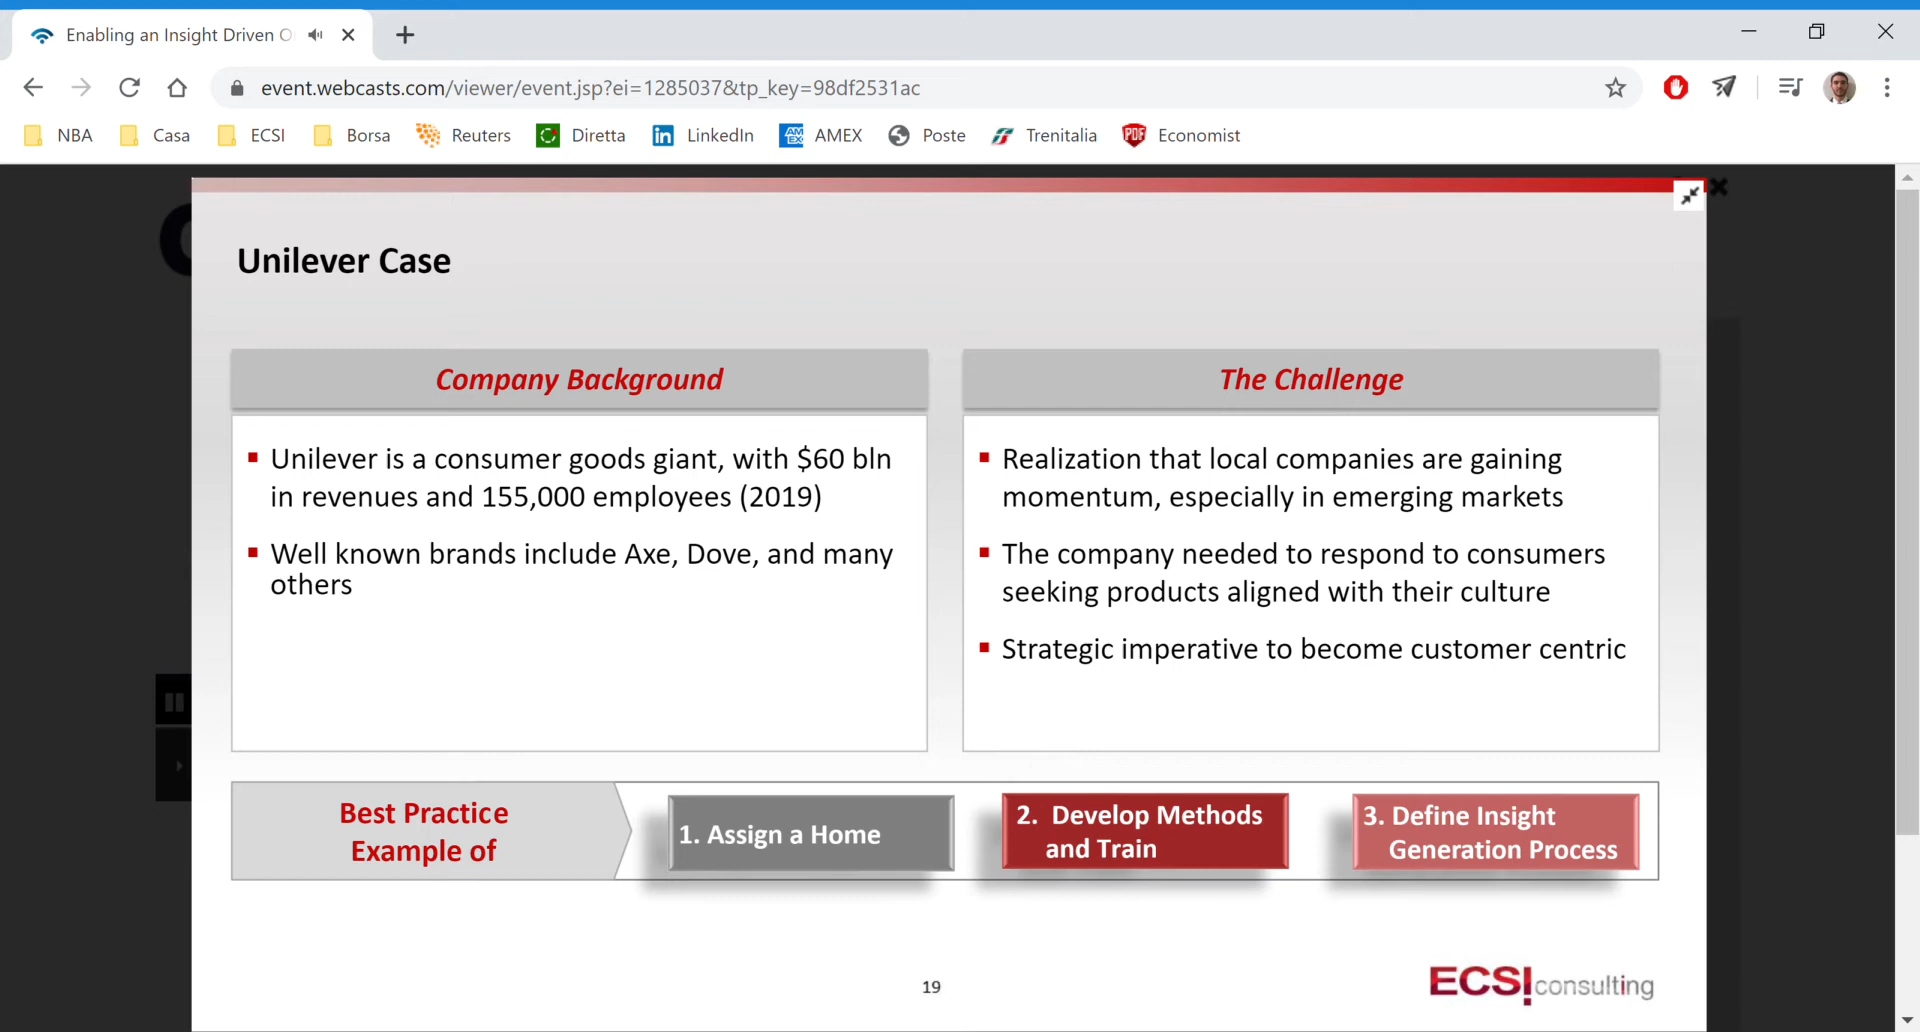 Enabling an Insight Driven O
event.webcasts.com/viewer/event.jsp?ei=1285037&tp_key=98df2531ac
NBA Casa ECSI Borsa Reuters Diretta LinkedIn AMEX Poste Trenitalia Economist
Unilever Case
Company Background
Unilever is a consumer goods giant, with $60 bln
in revenues and 155,000 employees (2019)
Well known brands include Axe, Dove, and many
others
The Challenge
Realization that local companies are gaining
momentum, especially in emerging markets
The company needed to respond to consumers
seeking products aligned with their culture
Strategic imperative to become customer centric
Best Practice
Example of
1. Assign a Home
2. Develop Methods
and Train
3. Define Insight
Generation Process
19
ECSI consulting